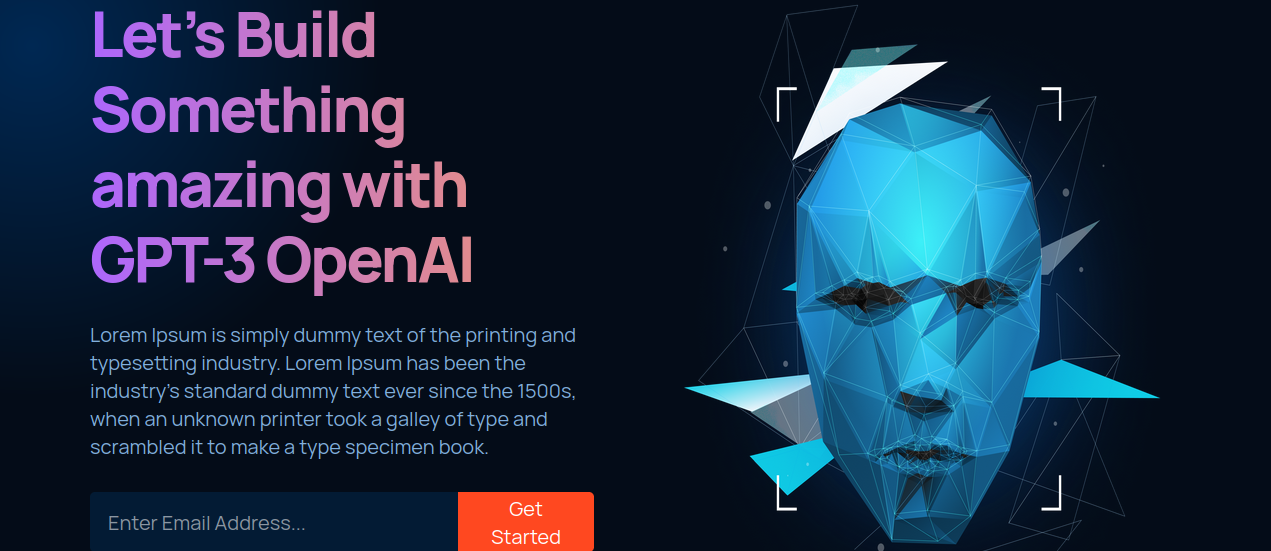 Let's Build
Something
amazing with
GPT-3 OpenAI
Lorem Ipsum is simply dummy text of the printing and
typesetting industry. Lorem Ipsum has been the
industry's standard dummy text ever since the 1500s,
when an unknown printer took a galley of type and
scrambled it to make a type specimen book.
Enter Email Address...
Get
Started